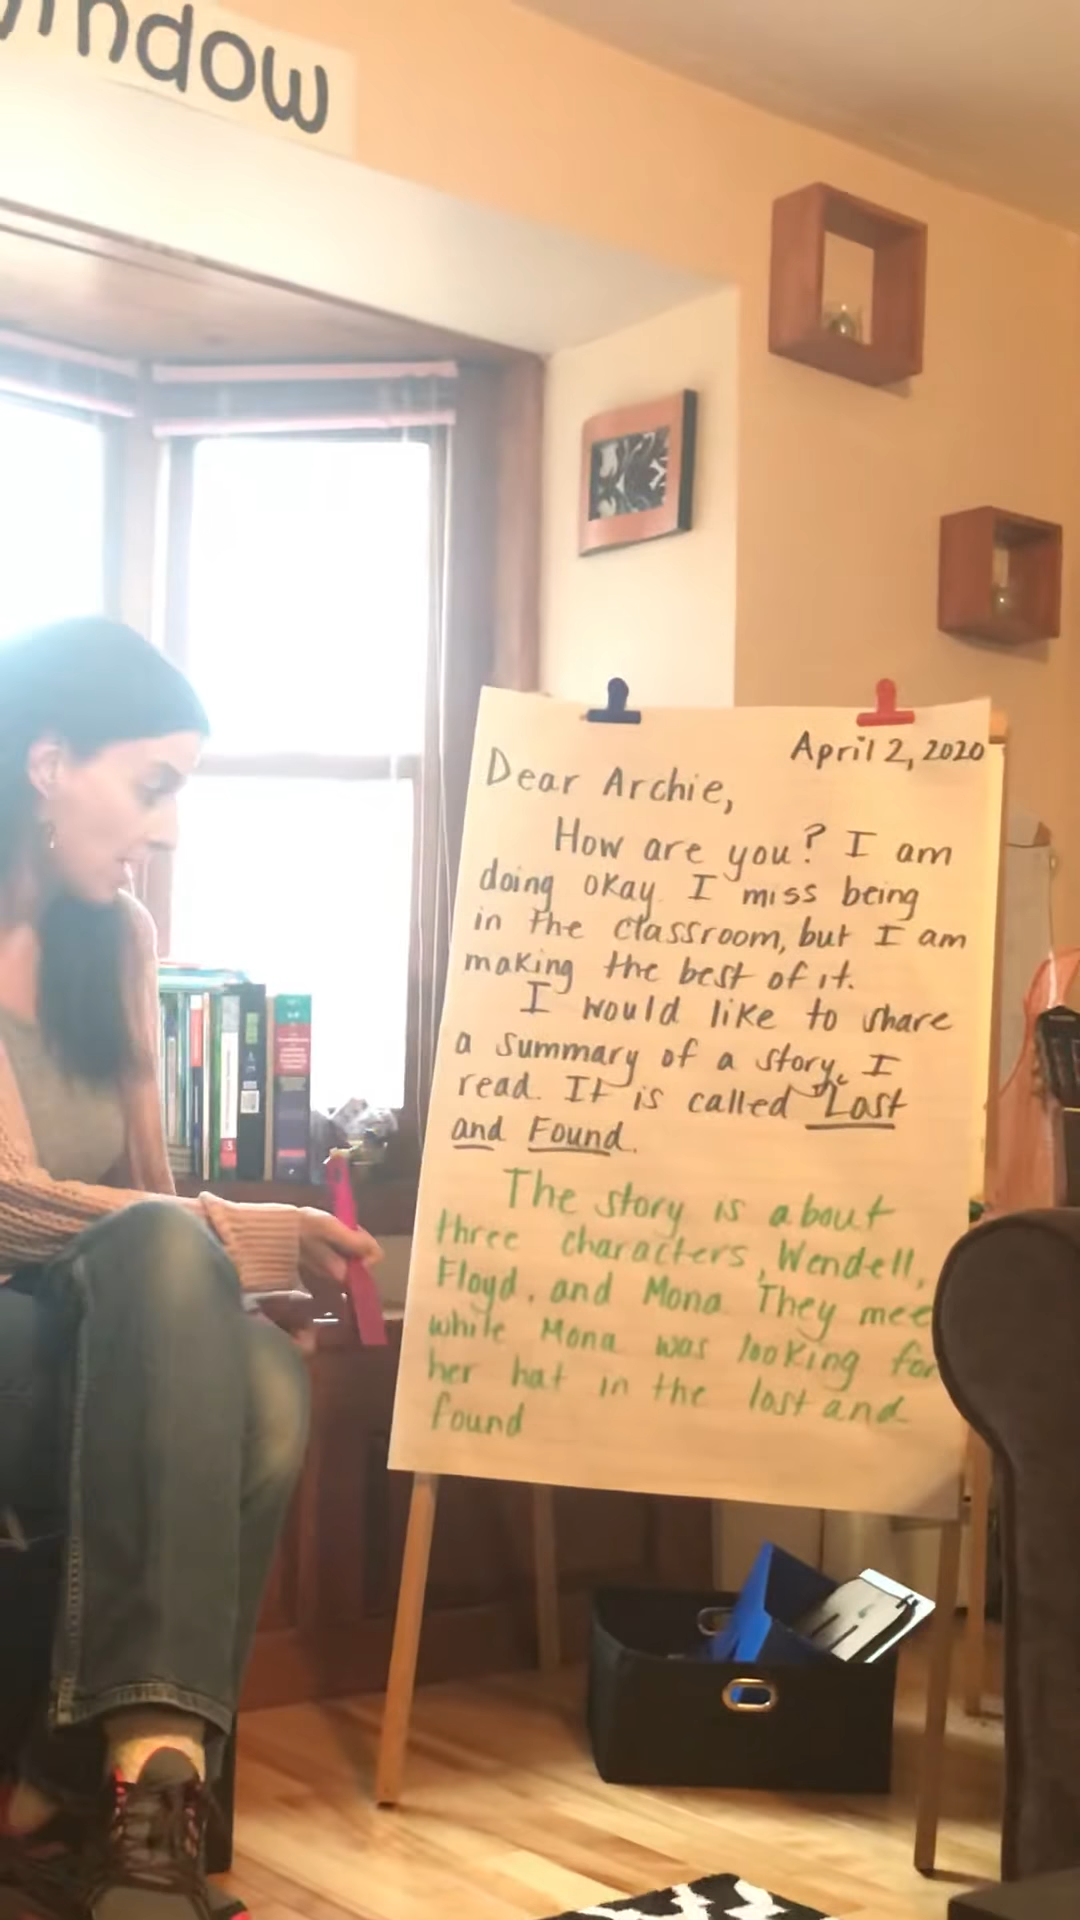 indow
April 2, 2020
Dear Archie,
How are you? I am
doing okay. I miss being
in the classroom, but I am
making the best of it.
I would like to share
a summary of a story I
read. It is called Lost
and Found.
The story is about
three characters, Wendell,
Floyd, and Mona. They mee
while Mona was looking for
her hat in the lost and
found